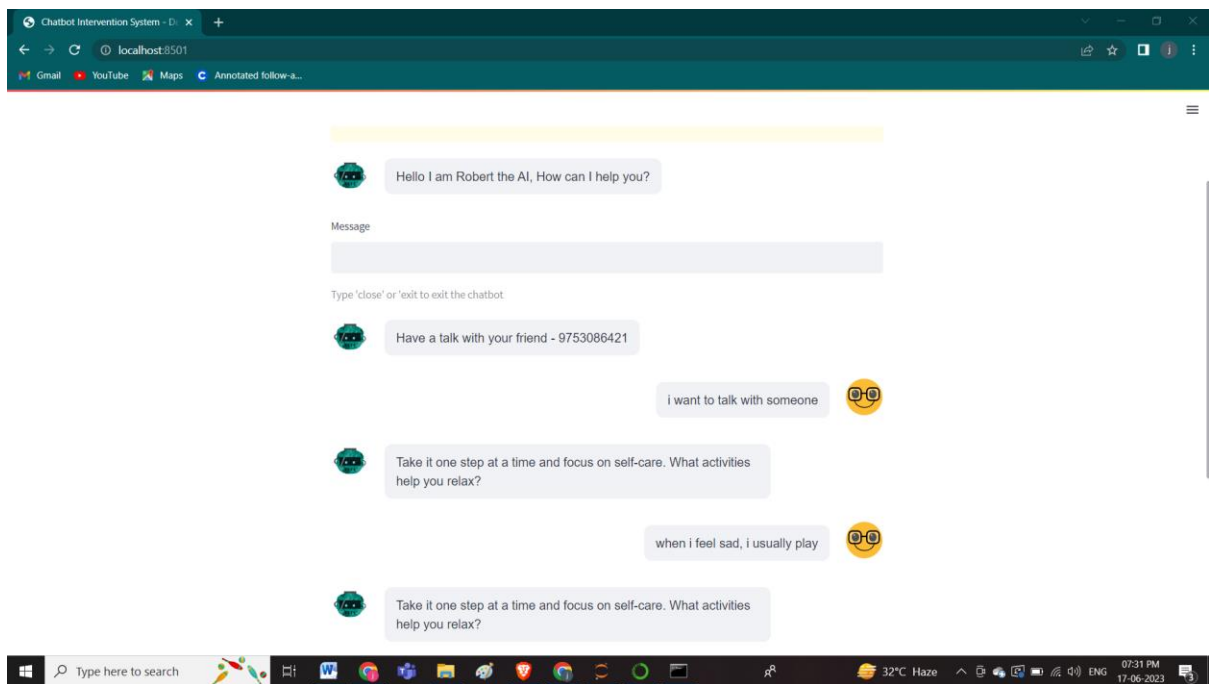 Chatbot Intervention System - D
localhost:8501
Gmail YouTube Maps Annotated follow-a...
Hello I am Robert the AI, How can I help you?
Message
Type 'close' or 'exit to exit the chatbot
Have a talk with your friend - 9753086421
i want to talk with someone
Take it one step at a time and focus on self-care. What activities
help you relax?
when i feel sad, i usually play
Take it one step at a time and focus on self-care. What activities
help you relax?
Type here to search
32°C Haze
ENG
07:31 PM
17-06-2023